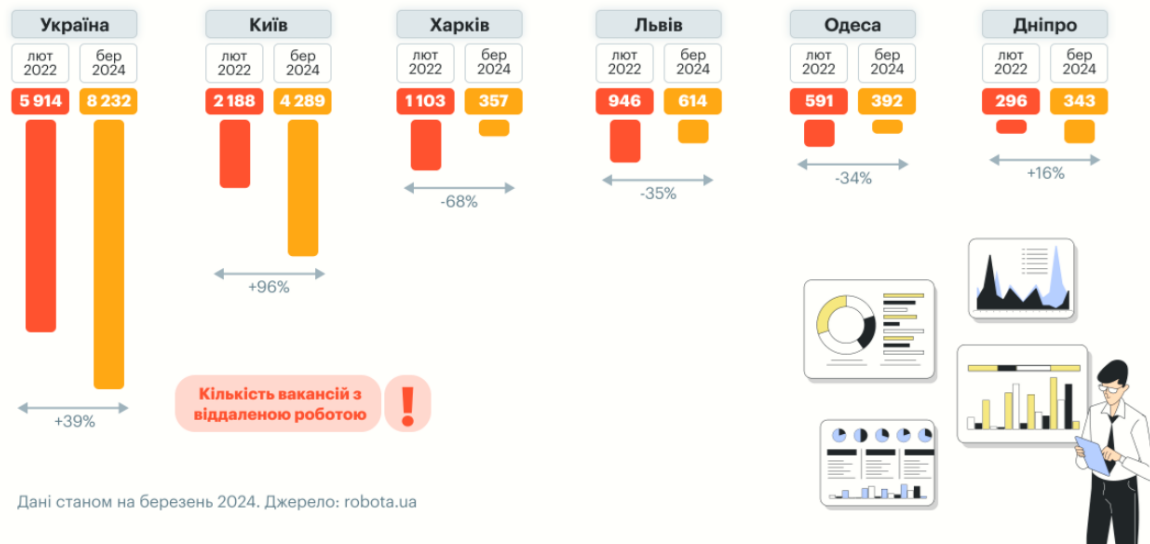 Україна
лют
2022
бер
2024
5 914
8 232
+39%
Київ
лют
2022
бер
2024
2 188
4 289
+96%
Харків
лют
2022
бер
2024
1 103
357
-68%
Львів
лют
2022
бер
2024
946
614
-35%
Одеса
лют
2022
бер
2024
591
392
-34%
Дніпро
лют
2022
бер
2024
296
343
+16%
Кількість вакансій з
віддаленою роботою
!
Дані станом на березень 2024. Джерело: robota.ua